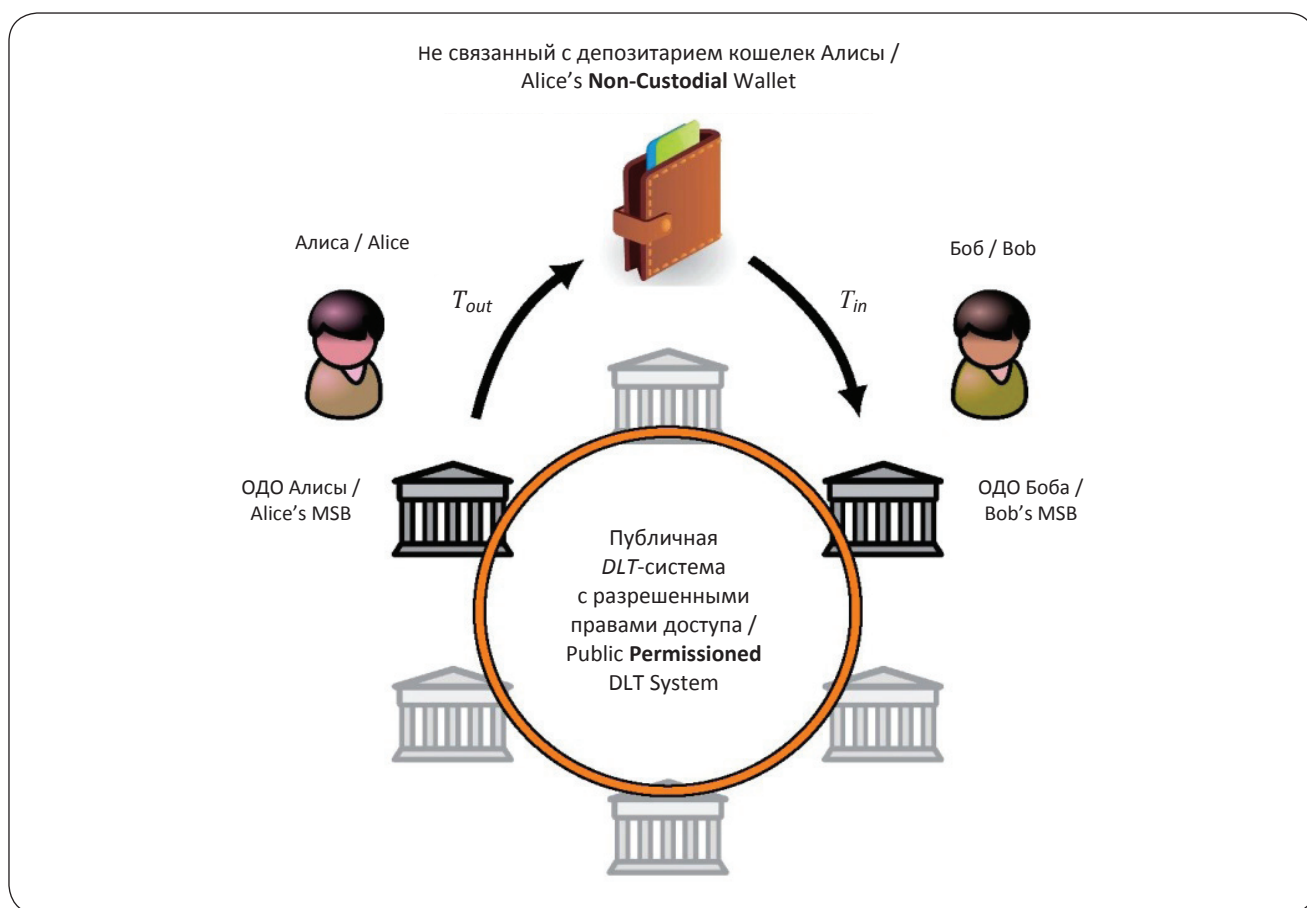 Не связанный с депозитарием кошелек Алисы /
Alice’s Non-Custodial Wallet
Алиса / Alice
Боб / Bob
T_out
T_in
ОДО Алисы /
Alice’s MSB
ОДО Боба /
Bob’s MSB
Публичная
DLT-система
с разрешенными
правами доступа /
Public Permissioned
DLT System